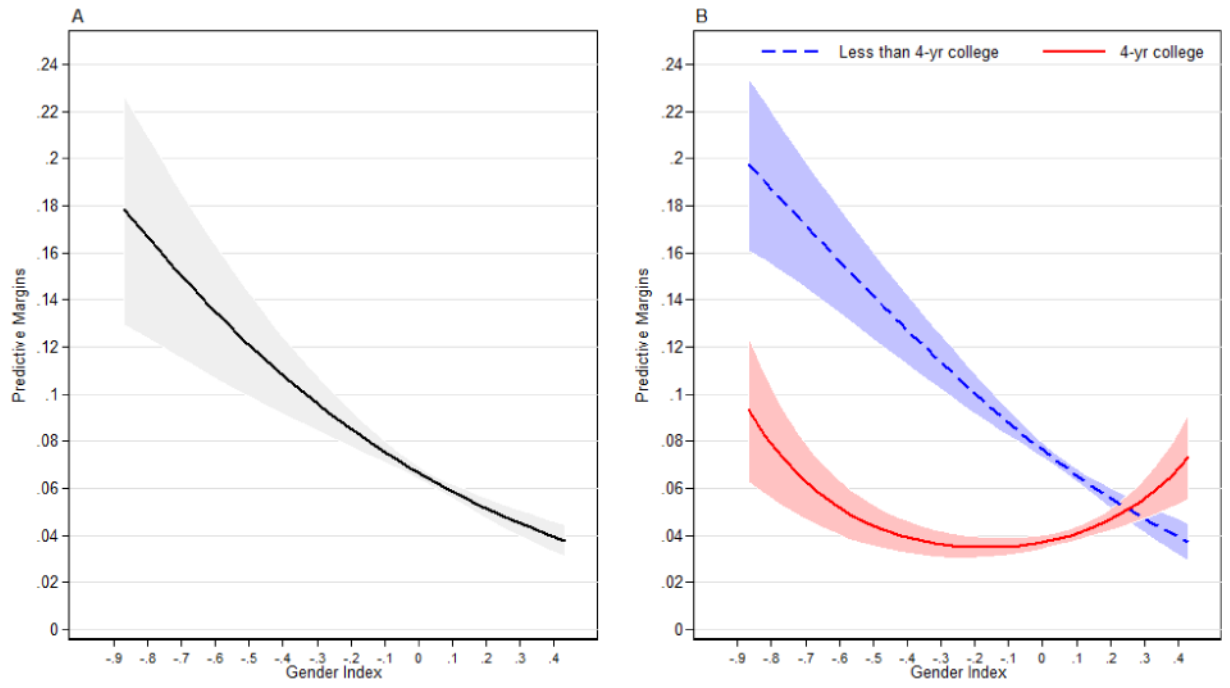 A
Predictive Margins
.24
.22
.2
.18
.16
.14
.12
.1
.08
.06
.04
.02
0
-.9 -.8 -.7 -.6 -.5 -.4 -.3 -.2 -.1 0 .1 .2 .3 .4
Gender Index
B
Less than 4-yr college 4-yr college
Predictive Margins
.24
.22
.2
.18
.16
.14
.12
.1
.08
.06
.04
.02
0
-.9 -.8 -.7 -.6 -.5 -.4 -.3 -.2 -.1 0 .1 .2 .3 .4
Gender Index